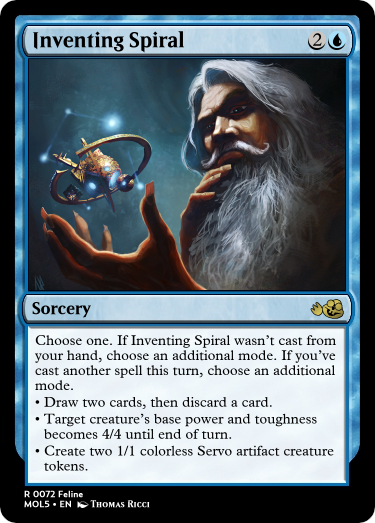 Inventing Spiral 2
Sorcery
Choose one. If Inventing Spiral wasn't cast from
your hand, choose an additional mode. If you've
cast another spell this turn, choose an additional
mode.
• Draw two cards, then discard a card.
• Target creature's base power and toughness
becomes 4/4 until end of turn.
• Create two 1/1 colorless Servo artifact creature
tokens.
R 0072 Feline
MOL5 • EN Thomas Ricci